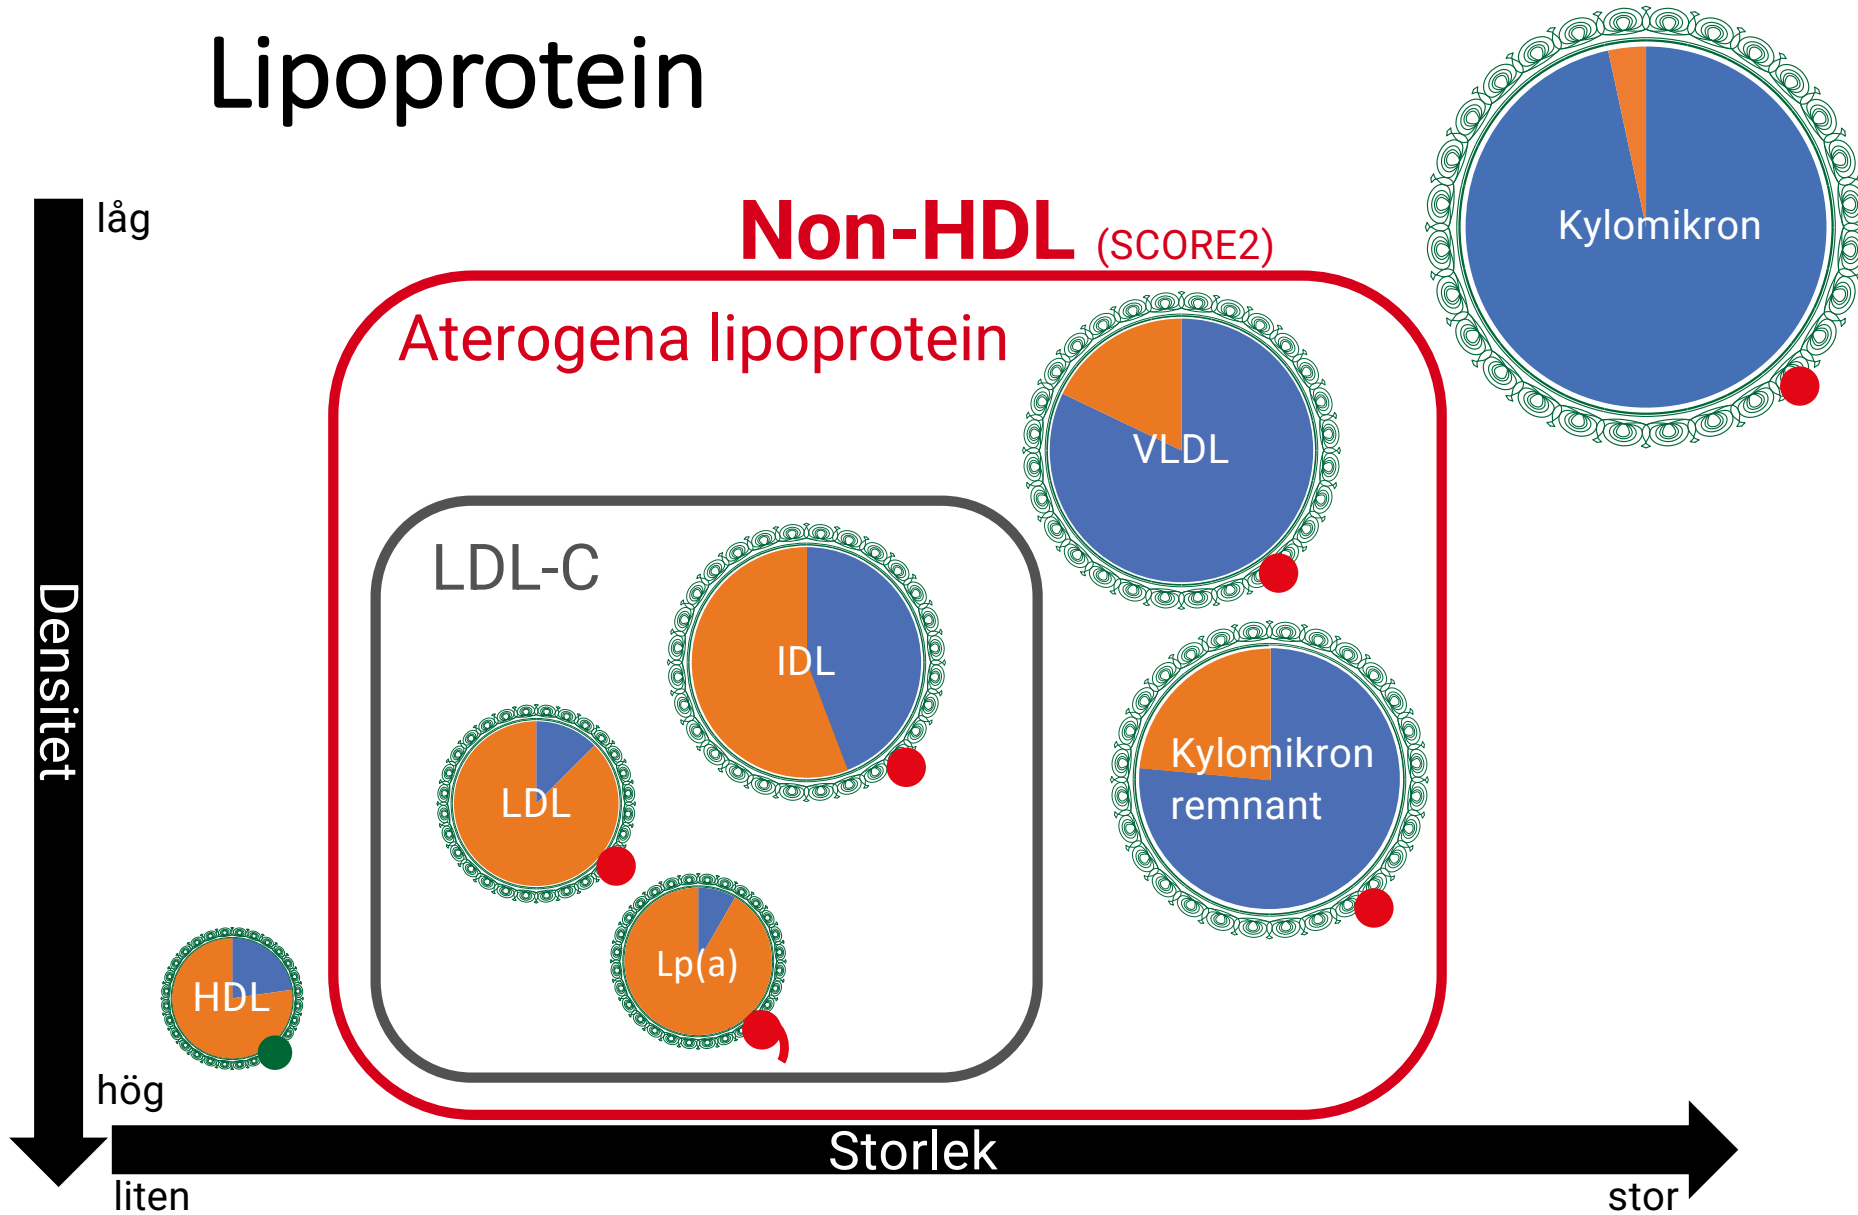 Lipoprotein
låg
Non-HDL (SCORE2)
Kylomikron
Aterogena lipoprotein
VLDL
LDL-C
IDL
Densitet
Kylomikron
remnant
LDL
Lp(a)
HDL
hög
Storlek
liten
stor